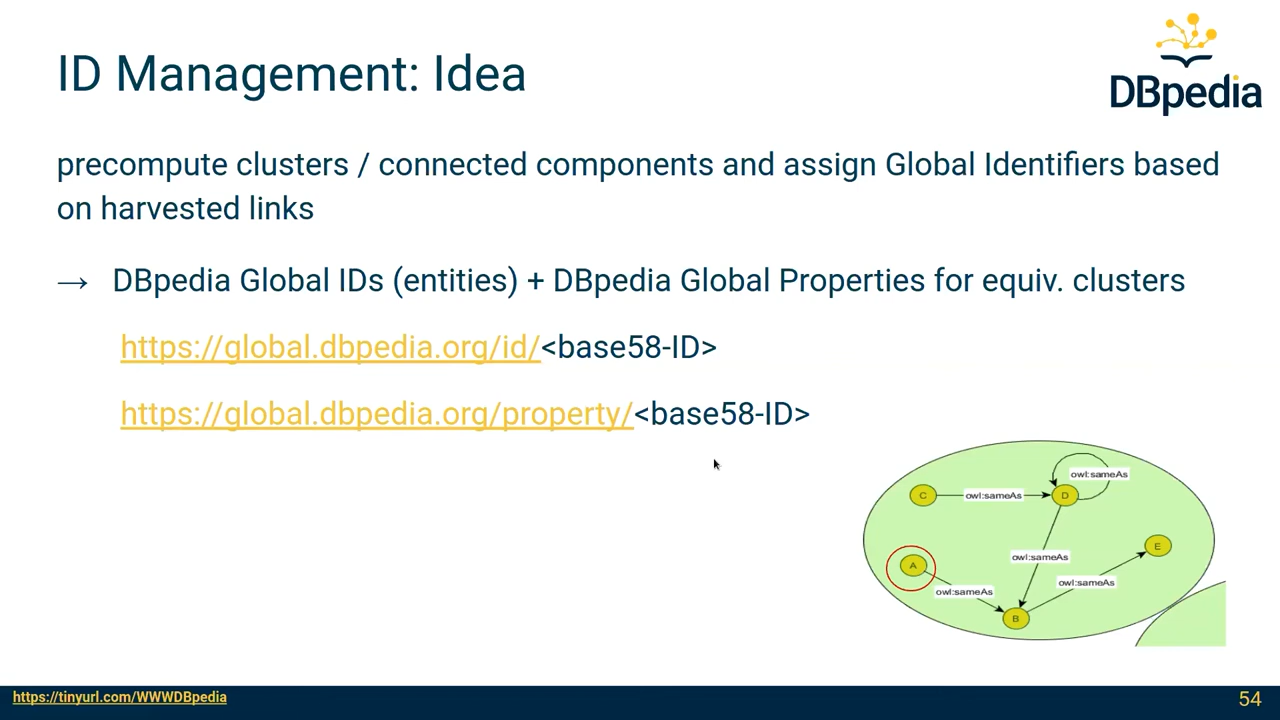 ID Management: Idea
DBpedia
precompute clusters / connected components and assign Global Identifiers based
on harvested links
→ DBpedia Global IDs (entities) + DBpedia Global Properties for equiv. clusters
https://global.dbpedia.org/id/<base58-ID>
https://global.dbpedia.org/property/<base58-ID>
owl:sameAs
C owl:sameAs D
owl:sameAs E
A owl:sameAs owl:sameAs
B
https://tinyurl.com/WWWDBpedia 54